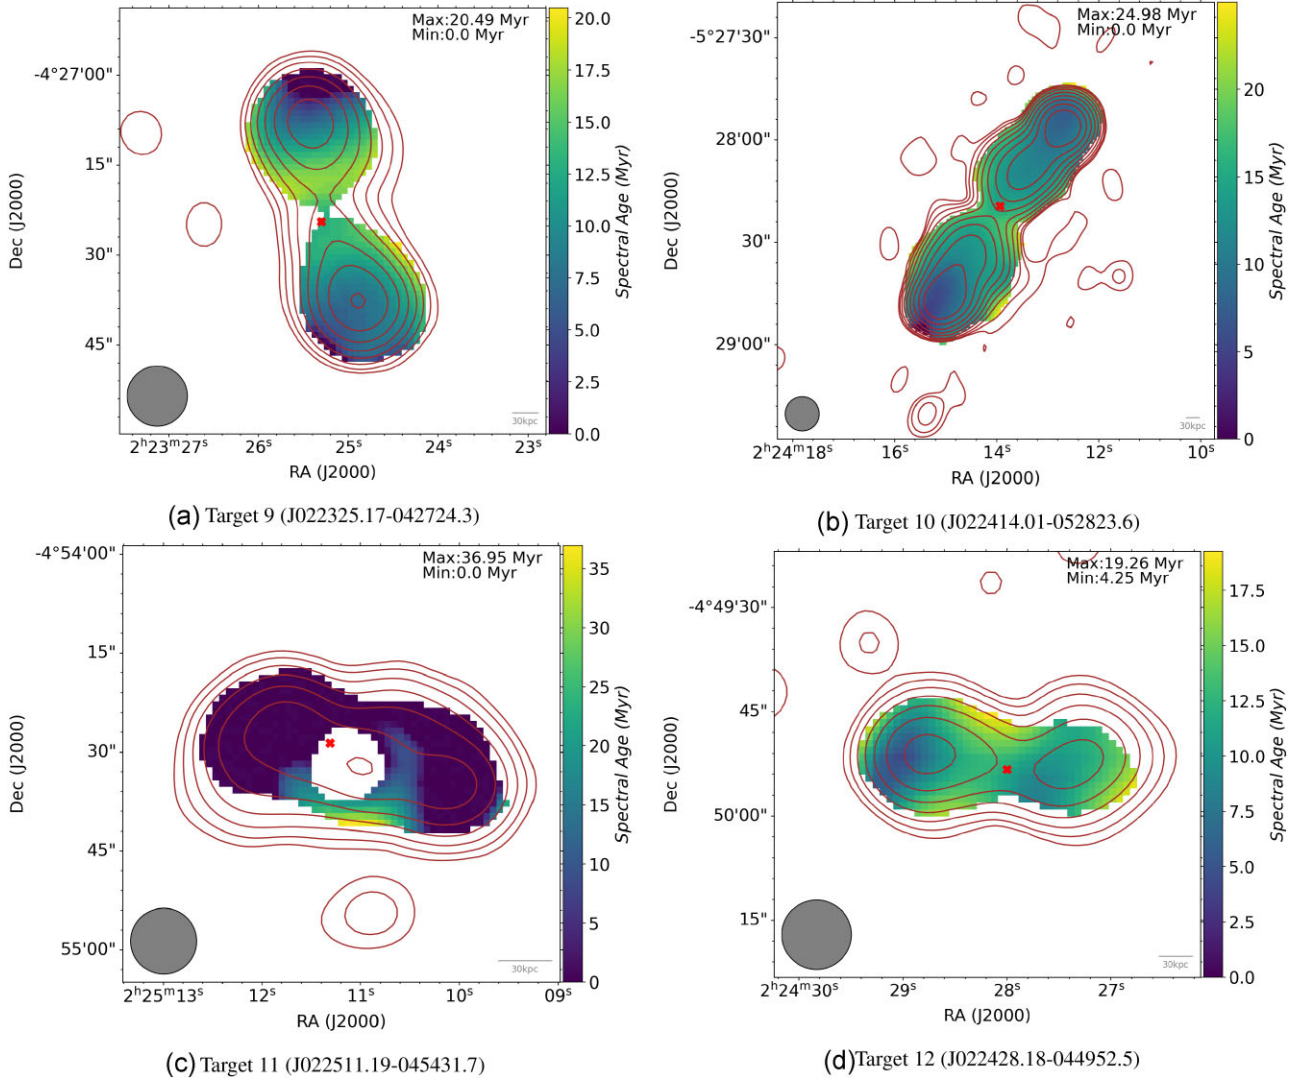 Max:20.49 Myr
Min:0.0 Myr
-4°27'00"
15"
30"
45"
Dec (J2000)
2ʰ23ᵐ27ˢ
26ˢ
25ˢ
24ˢ
23ˢ
RA (J2000)
30kpc
20.0
17.5
15.0
12.5
10.0
7.5
5.0
2.5
0.0
Spectral Age (Myr)
(a) Target 9 (J022325.17-042724.3)
Max:24.98 Myr
Min:0.0 Myr
-5°27'30"
28'00"
30"
29'00"
Dec (J2000)
2ʰ24ᵐ18ˢ
16ˢ
14ˢ
12ˢ
10ˢ
RA (J2000)
30kpc
20
15
10
5
0
Spectral Age (Myr)
(b) Target 10 (J022414.01-052823.6)
Max:36.95 Myr
Min:0.0 Myr
-4°54'00"
15"
30"
45"
55'00"
Dec (J2000)
2ʰ25ᵐ13ˢ
12ˢ
11ˢ
10ˢ
09ˢ
RA (J2000)
30kpc
35
30
25
20
15
10
5
0
Spectral Age (Myr)
(c) Target 11 (J022511.19-045431.7)
Max:19.26 Myr
Min:4.25 Myr
-4°49'30"
45"
50'00"
15"
Dec (J2000)
2ʰ24ᵐ30ˢ
29ˢ
28ˢ
27ˢ
RA (J2000)
30kpc
17.5
15.0
12.5
10.0
7.5
5.0
2.5
0.0
Spectral Age (Myr)
(d)Target 12 (J022428.18-044952.5)